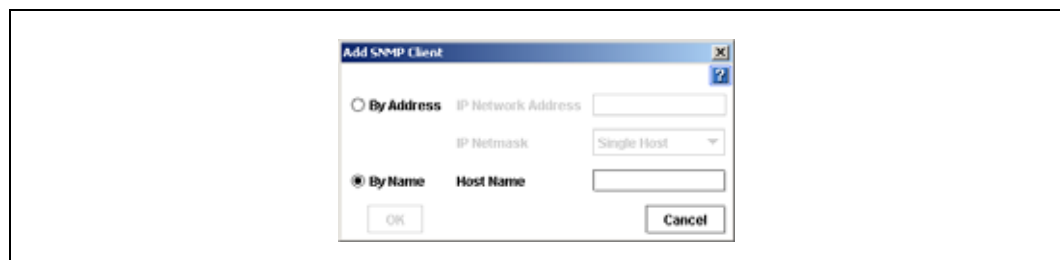 Add SNMP Client
?
By Address IP Network Address
IP Netmask Single Host
By Name Host Name
OK Cancel